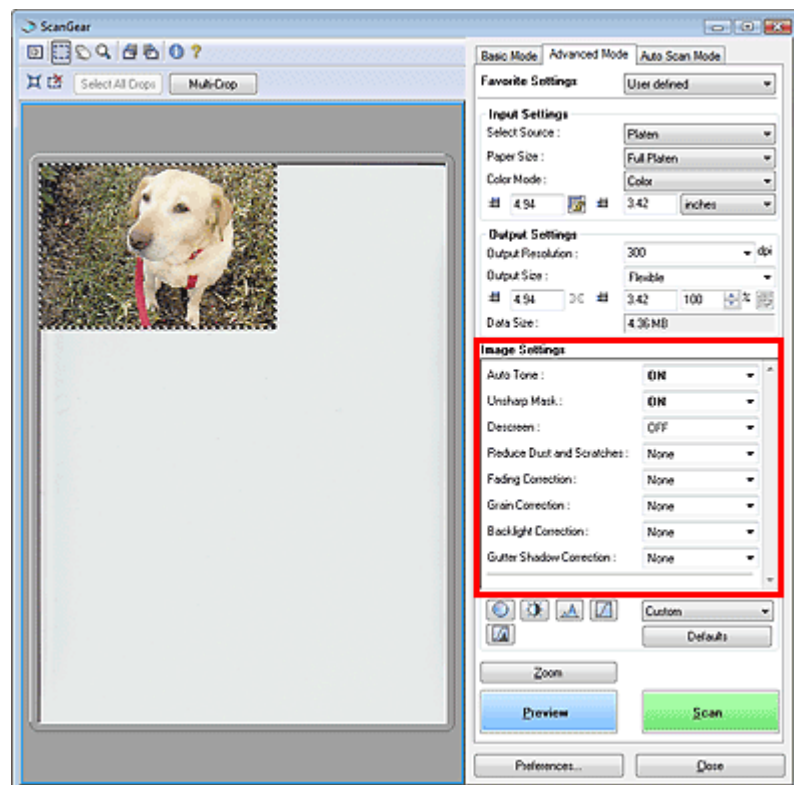 ScanGear
Select All Crops Multi-Crop
Basic Mode Advanced Mode Auto Scan Mode
Favorite Settings User defined
Input Settings
Select Source : Platen
Paper Size : Full Platen
Color Mode : Color
4.94 3.42 inches
Output Settings
Output Resolution : 300 dpi
Output Size : Flexible
4.94 3.42 100 %
Data Size : 4.36 MB
Image Settings
Auto Tone : ON
Unsharp Mask : ON
Descreen : OFF
Reduce Dust and Scratches : None
Fading Correction : None
Grain Correction : None
Backlight Correction : None
Gutter Shadow Correction : None
Custom
Defaults
Zoom
Preview Scan
Preferences... Close